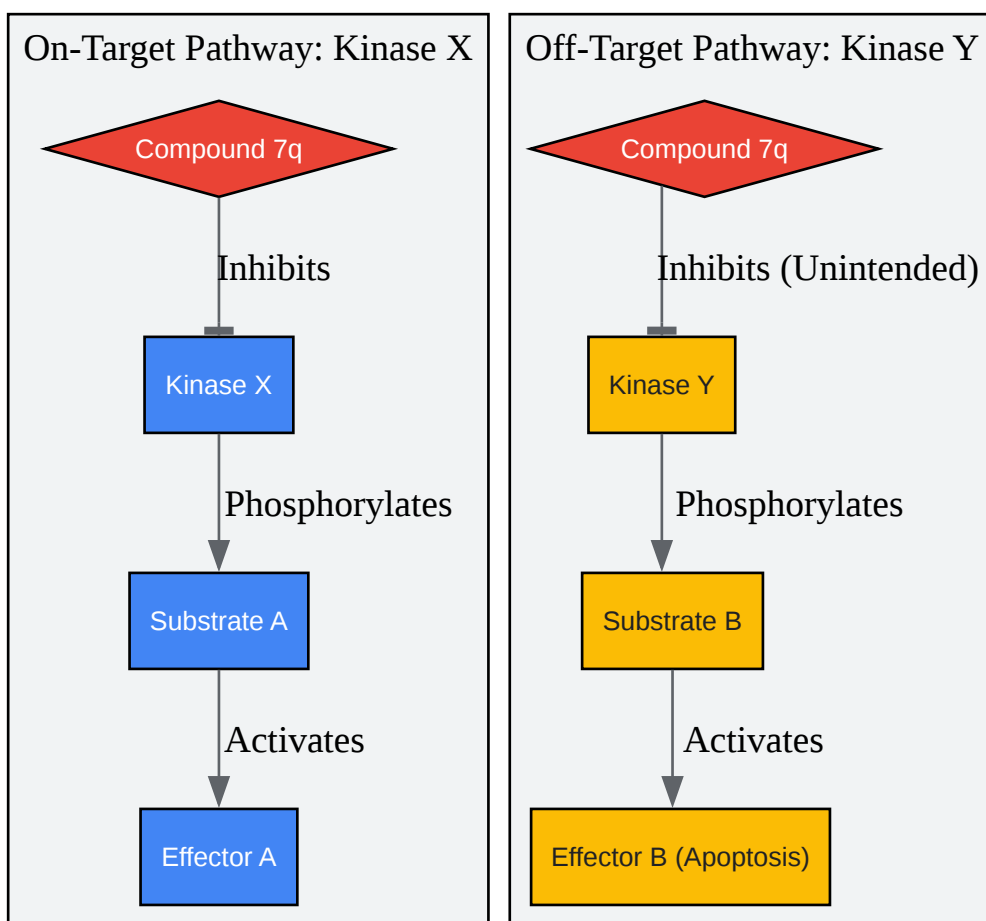 On-Target Pathway: Kinase X
Compound 7q
Inhibits
Kinase X
Phosphorylates
Substrate A
Activates
Effector A
Off-Target Pathway: Kinase Y
Compound 7q
Inhibits (Unintended)
Kinase Y
Phosphorylates
Substrate B
Activates
Effector B (Apoptosis)